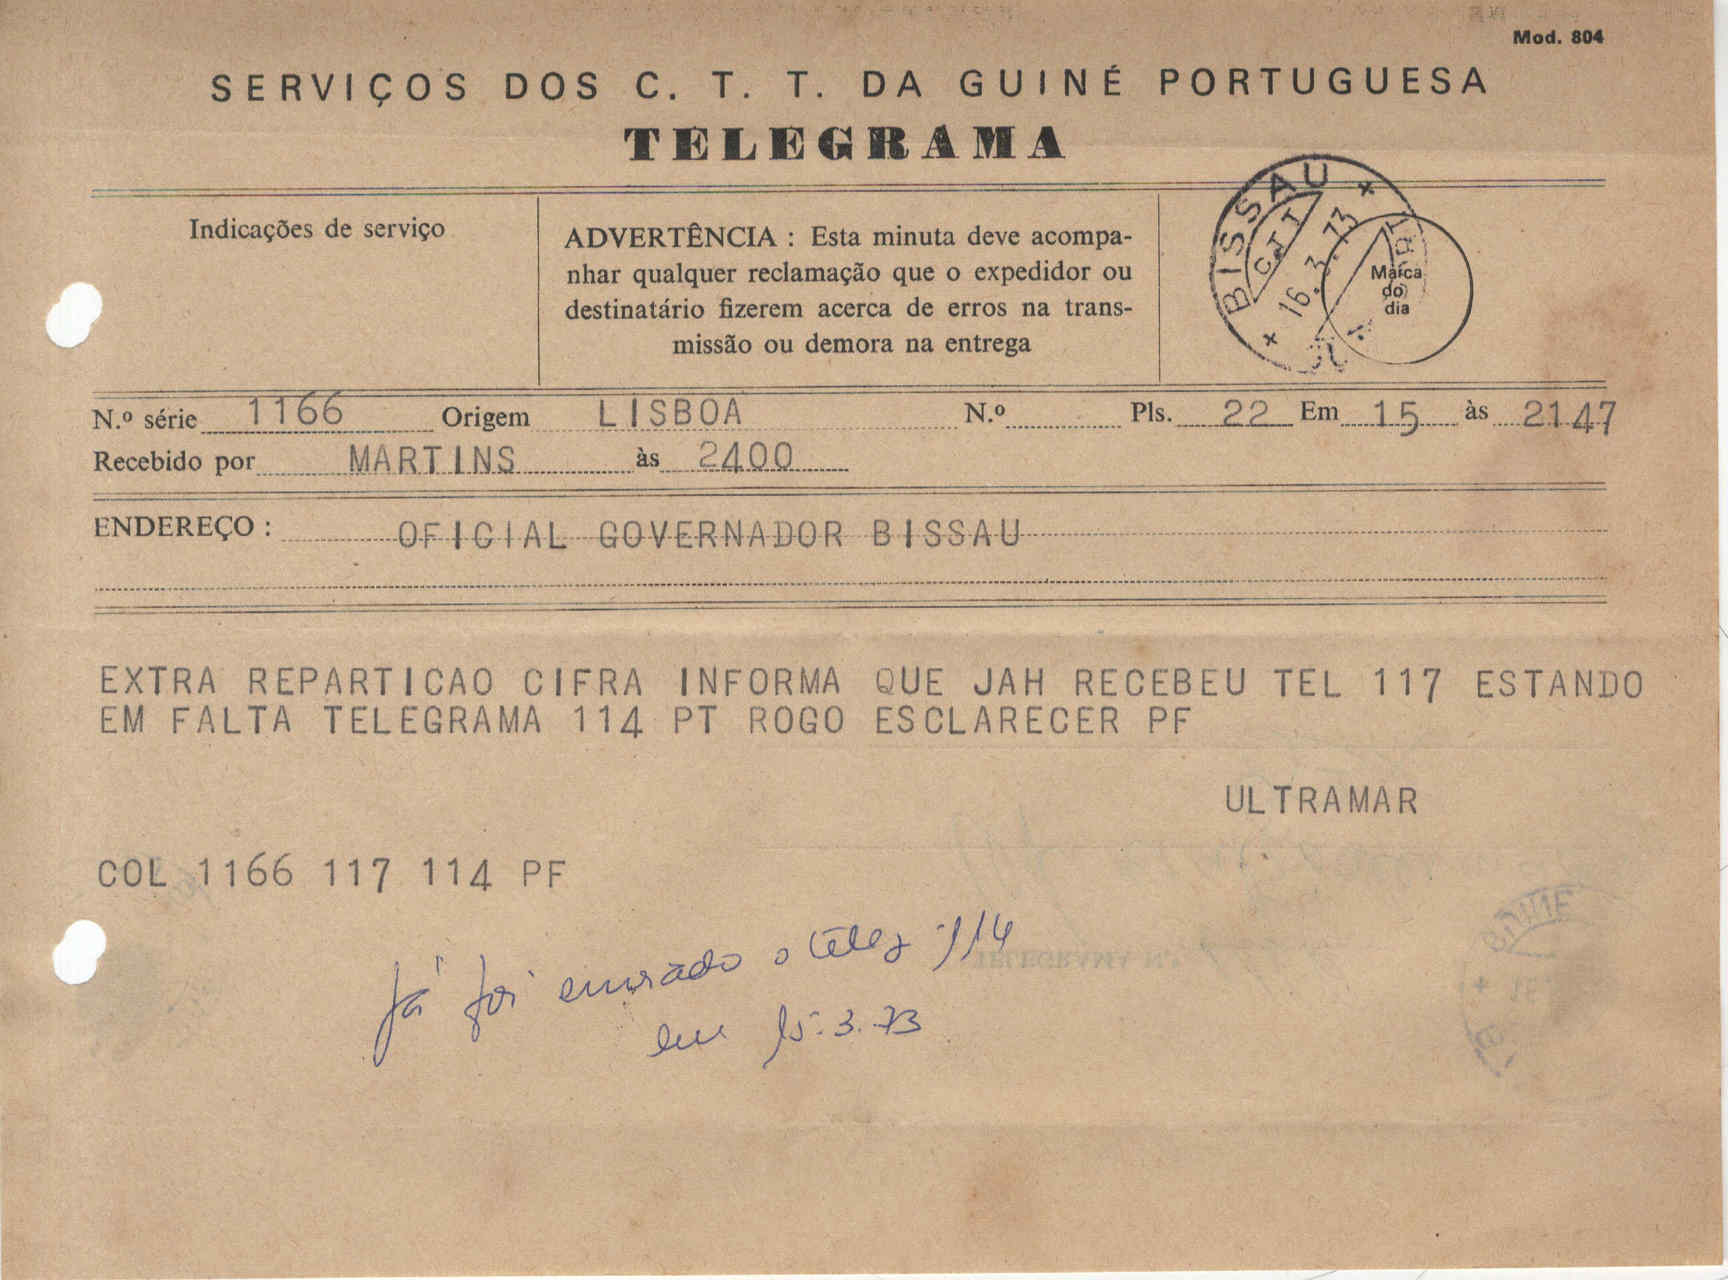 Mod. 804
SERVIÇOS DOS C. T. T. DA GUINÉ PORTUGUESA
TELEGRAMA
Indicações de serviço
ADVERTÊNCIA : Esta minuta deve acompa-
nhar qualquer reclamação que o expedidor ou
destinatário fizerem acerca de erros na trans-
missão ou demora na entrega
BISSAU
C.T.T.
16.3.73
Marca
do
dia
N.º série 1166 Origem LISBOA N.º Pls. 22 Em 15 às 2147
Recebido por MARTINS às 2400
ENDEREÇO : OFICIAL GOVERNADOR BISSAU
EXTRA REPARTICAO CIFRA INFORMA QUE JAH RECEBEU TEL 117 ESTANDO
EM FALTA TELEGRAMA 114 PT ROGO ESCLARECER PF
ULTRAMAR
COL 1166 117 114 PF
Já foi enviado o teleg 114
em 15.3.73